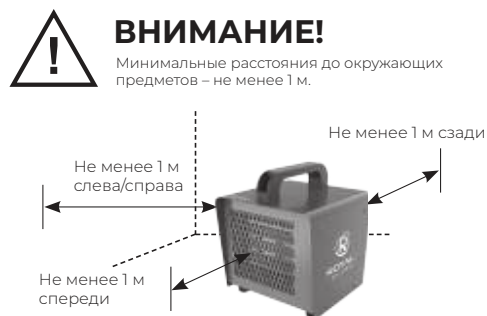 ВНИМАНИЕ!
Минимальные расстояния до окружающих
предметов – не менее 1 м.
Не менее 1 м сзади
Не менее 1 м
слева/справа
Не менее 1 м
спереди
ROYAL